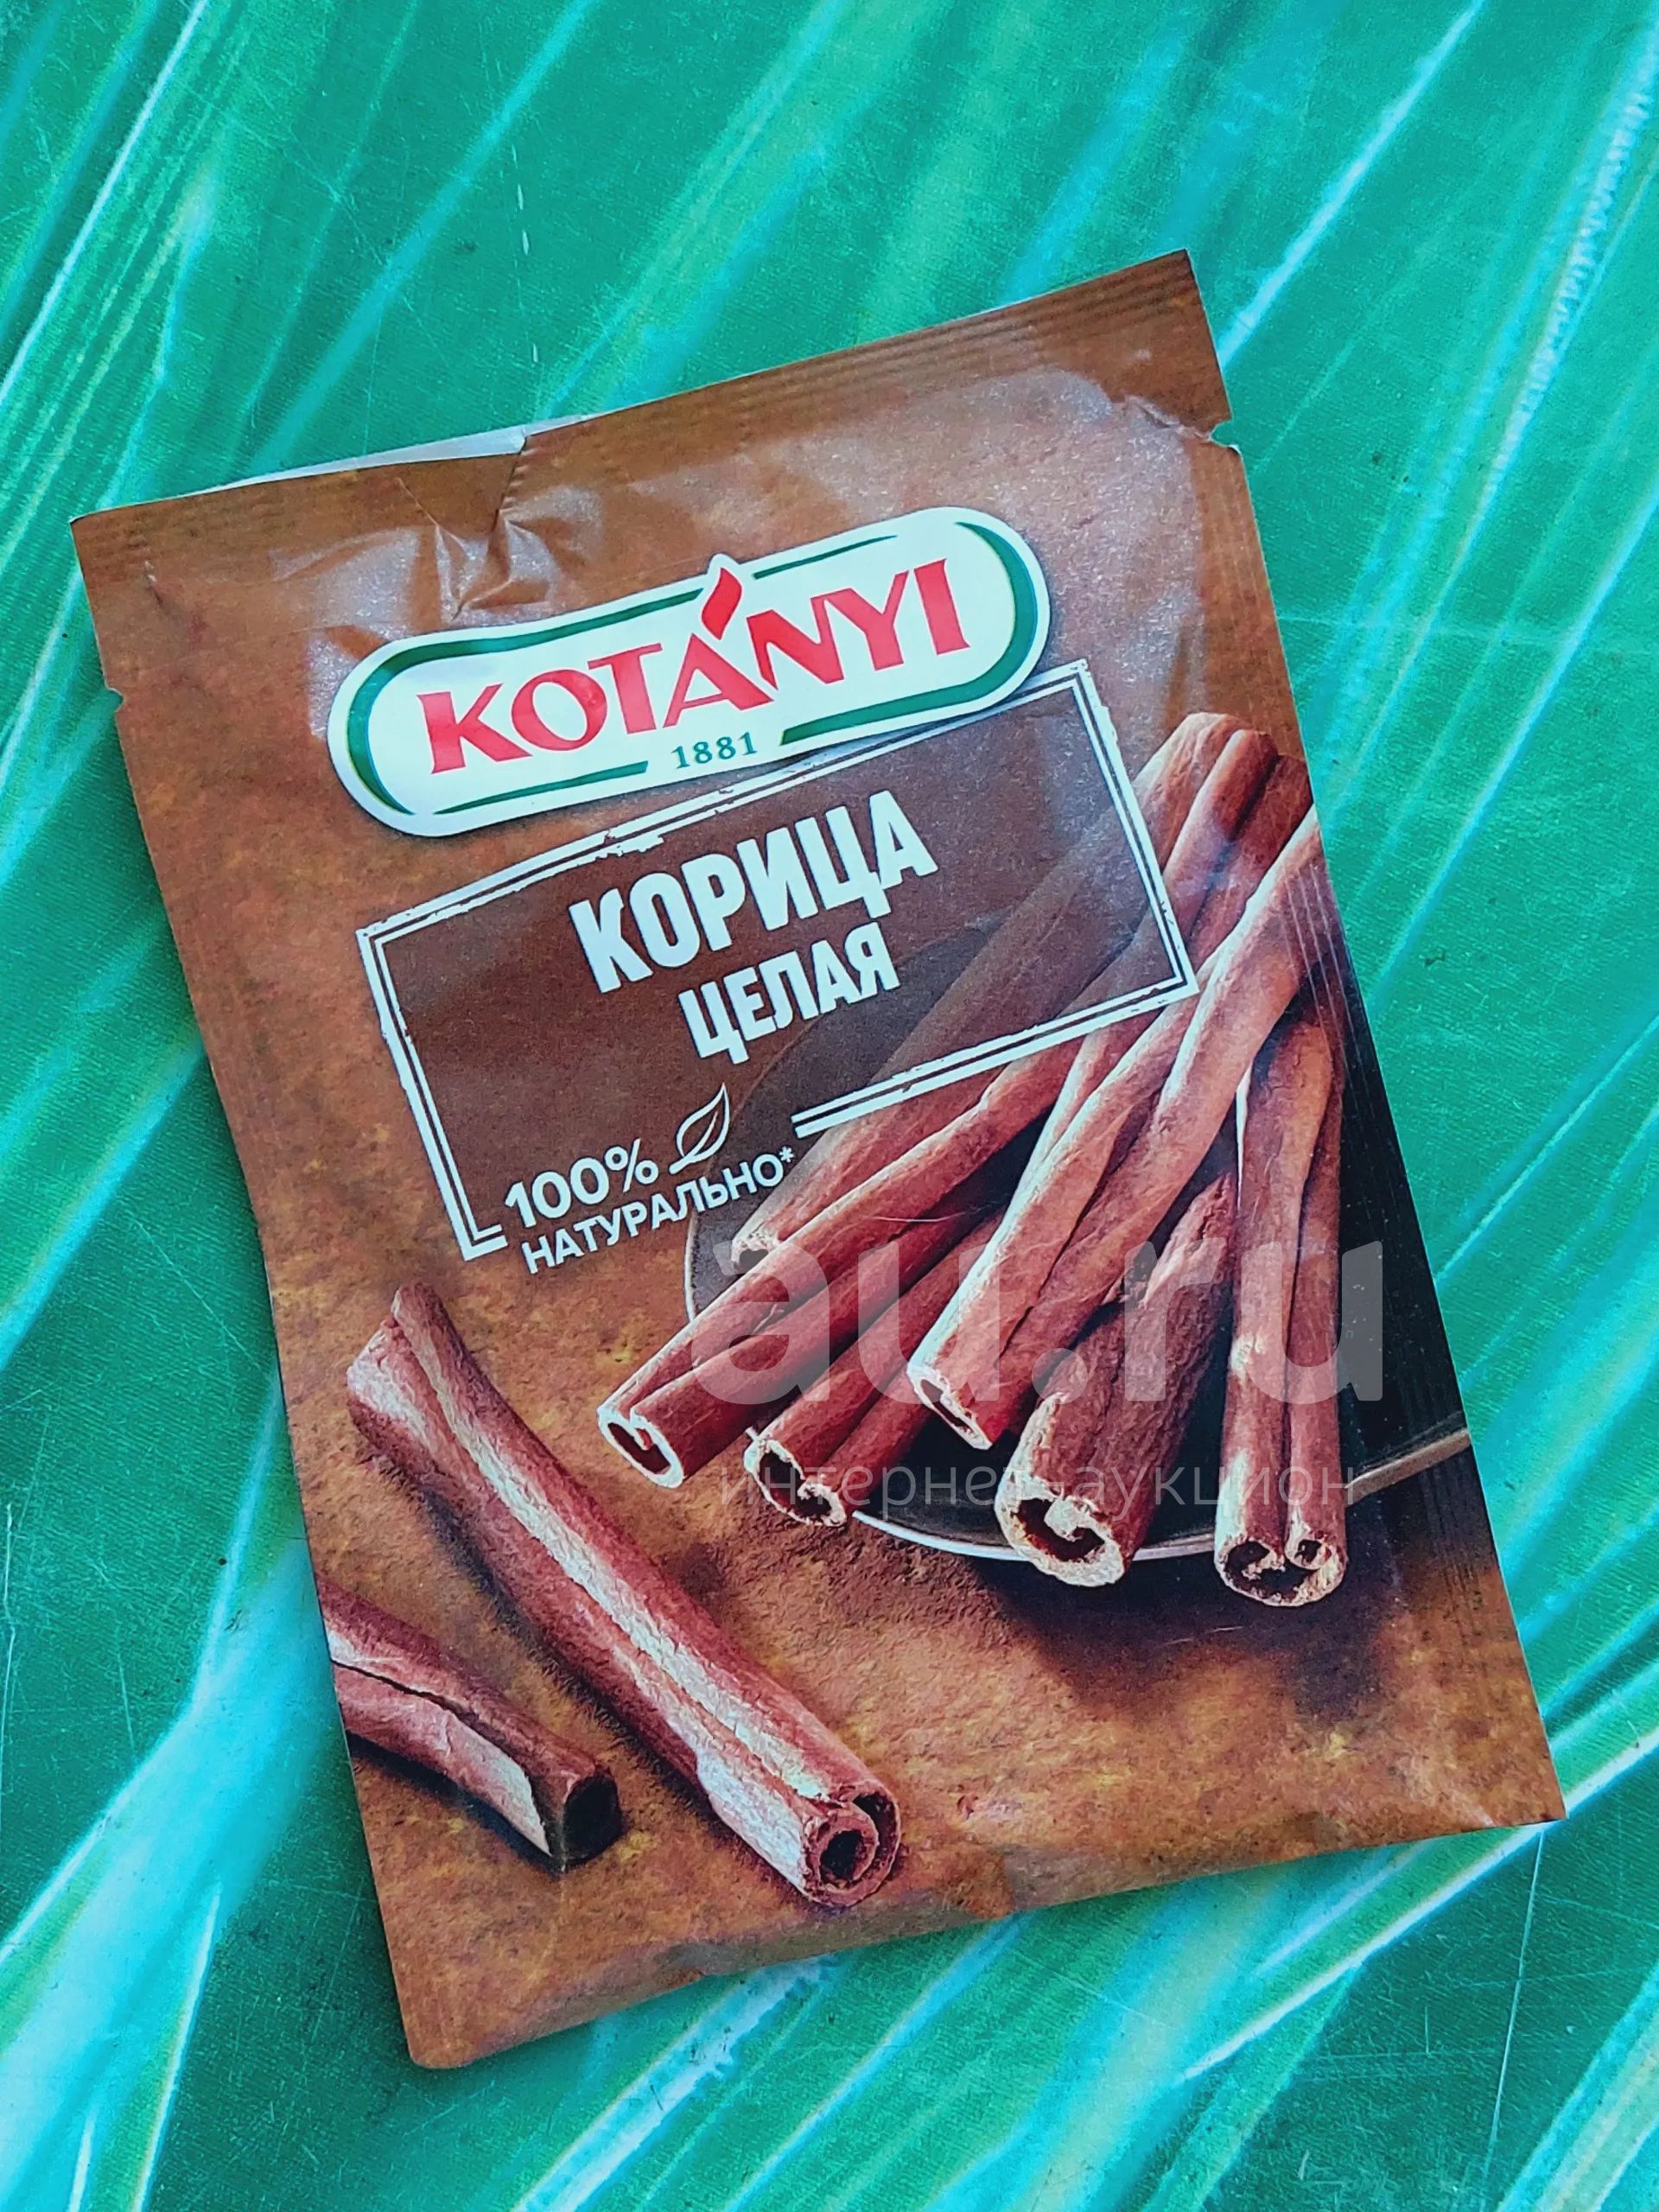 KOTÁNYI
1881
КОРИЦА
ЦЕЛАЯ
100%
НАТУРАЛЬНО*
au.ru
интернет-аукцион